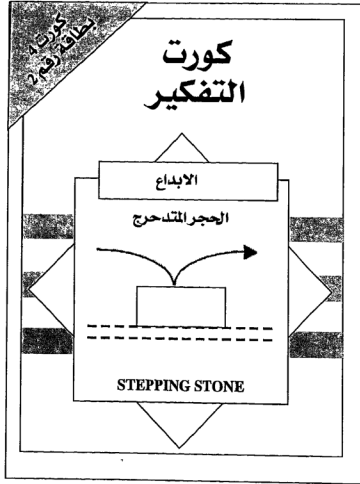 كورت 4
بطاقة رقم 2
كورت
التفكير
الابداع
الحجر المتدحرج
STEPPING STONE